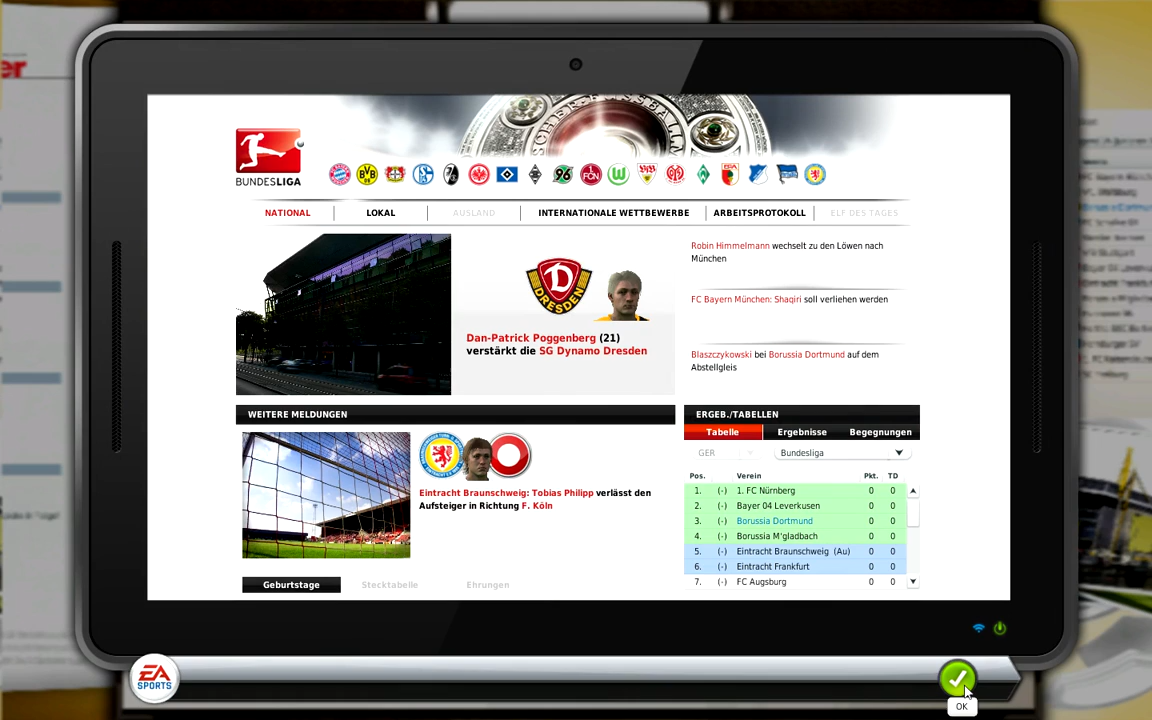 er
BUNDESLIGA
NATIONAL
LOKAL
AUSLAND
INTERNATIONALE WETTBEWERBE
ARBEITSPROTOKOLL
ELF DES TAGES
DRESDEN
Dan-Patrick Poggenberg (21)
verstärkt die SG Dynamo Dresden
Robin Himmelmann wechselt zu den Löwen nach
München
FC Bayern München: Shaqiri soll verliehen werden
Blaszczykowski bei Borussia Dortmund auf dem
Abstellgleis
WEITERE MELDUNGEN
Eintracht Braunschweig: Tobias Philipp verlässt den
Aufsteiger in Richtung F. Köln
Geburtstage
Stecktabelle
Ehrungen
ERGEB./TABELLEN
Tabelle Ergebnisse Begegnungen
GER Bundesliga
Pos. Verein Pkt. TD
1. (-) 1. FC Nürnberg 0 0
2. (-) Bayer 04 Leverkusen 0 0
3. (-) Borussia Dortmund 0 0
4. (-) Borussia M'gladbach 0 0
5. (-) Eintracht Braunschweig (Au) 0 0
6. (-) Eintracht Frankfurt 0 0
7. (-) FC Augsburg 0 0
EA
SPORTS
OK